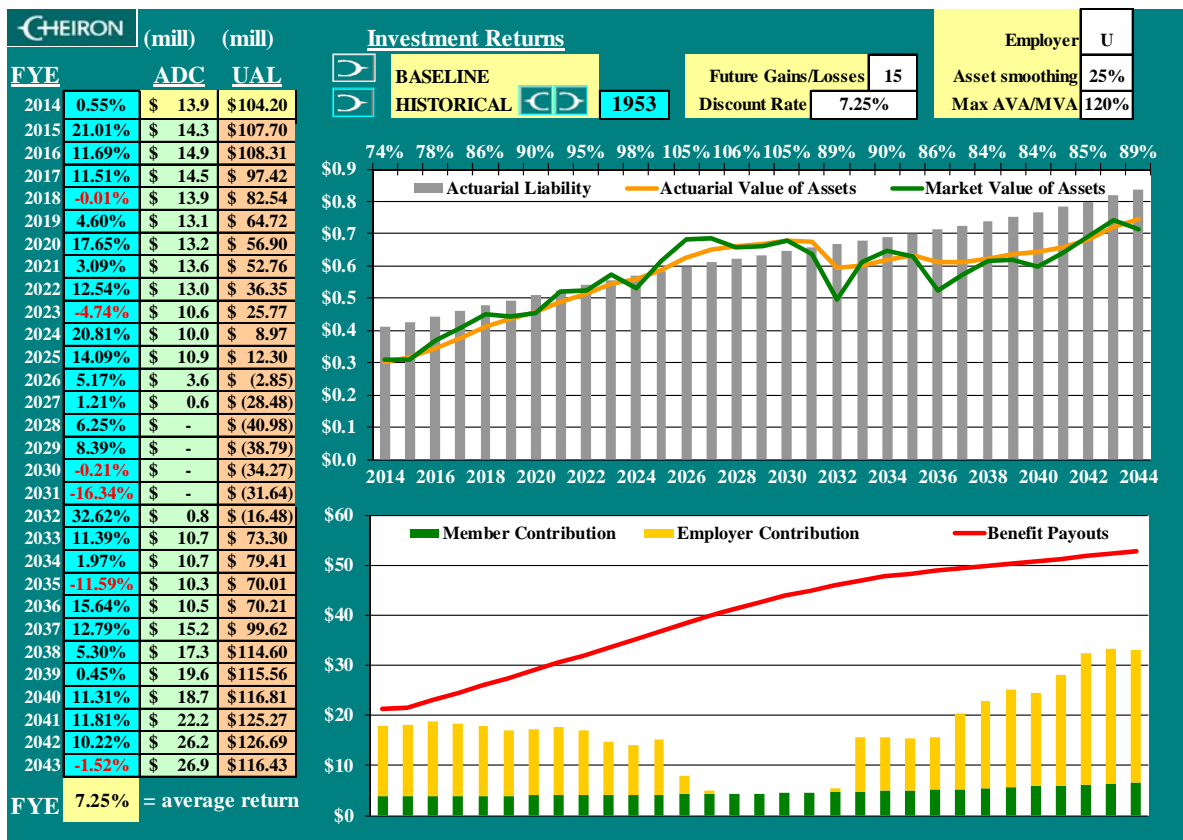 CHEIRON
(mill) (mill)
Investment Returns
Employer U
FYE ADC UAL
BASELINE
Future Gains/Losses 15
Asset smoothing 25%
HISTORICAL 1953
Discount Rate 7.25%
Max AVA/MVA 120%
2014 0.55% $ 13.9 $104.20
2015 21.01% $ 14.3 $107.70
2016 11.69% $ 14.9 $108.31
2017 11.51% $ 14.5 $ 97.42
2018 -0.01% $ 13.9 $ 82.54
2019 4.60% $ 13.1 $ 64.72
2020 17.65% $ 13.2 $ 56.90
2021 3.09% $ 13.6 $ 52.76
2022 12.54% $ 13.0 $ 36.35
2023 -4.74% $ 10.6 $ 25.77
2024 20.81% $ 10.0 $ 8.97
2025 14.09% $ 10.9 $ 12.30
2026 5.17% $ 3.6 $ (2.85)
2027 1.21% $ 0.6 $ (28.48)
2028 6.25% $ - $ (40.98)
2029 8.39% $ - $ (38.79)
2030 -0.21% $ - $ (34.27)
2031 -16.34% $ - $ (31.64)
2032 32.62% $ 0.8 $ (16.48)
2033 11.39% $ 10.7 $ 73.30
2034 1.97% $ 10.7 $ 79.41
2035 -11.59% $ 10.3 $ 70.01
2036 15.64% $ 10.5 $ 70.21
2037 12.79% $ 15.2 $ 99.62
2038 5.30% $ 17.3 $114.60
2039 0.45% $ 19.6 $115.56
2040 11.31% $ 18.7 $116.81
2041 11.81% $ 22.2 $125.27
2042 10.22% $ 26.2 $126.69
2043 -1.52% $ 26.9 $116.43
FYE 7.25% = average return
74% 78% 86% 90% 95% 98% 105% 106% 105% 89% 90% 86% 84% 84% 85% 89%
Actuarial Liability Actuarial Value of Assets Market Value of Assets
$0.9
$0.8
$0.7
$0.6
$0.5
$0.4
$0.3
$0.2
$0.1
$0.0
2014 2016 2018 2020 2022 2024 2026 2028 2030 2032 2034 2036 2038 2040 2042 2044
Member Contribution Employer Contribution Benefit Payouts
$60
$50
$40
$30
$20
$10
$0